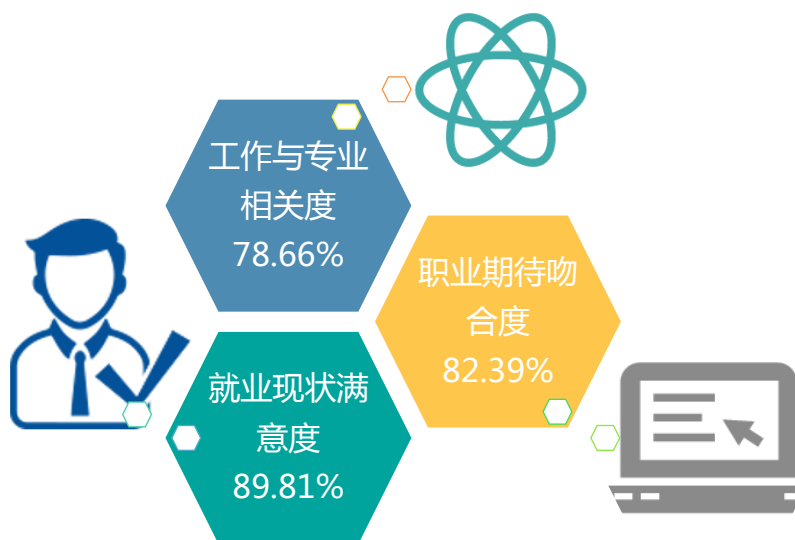 工作与专业
相关度
78.66%
职业期待吻
合度
82.39%
就业现状满
意度
89.81%